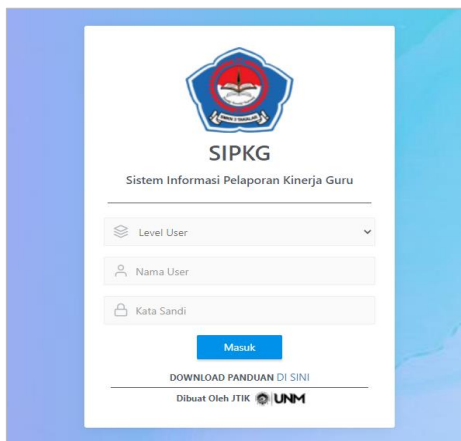 SIPKG
Sistem Informasi Pelaporan Kinerja Guru
Level User
Nama User
Kata Sandi
Masuk
DOWNLOAD PANDUAN DI SINI
Dibuat Oleh JTIK UNM